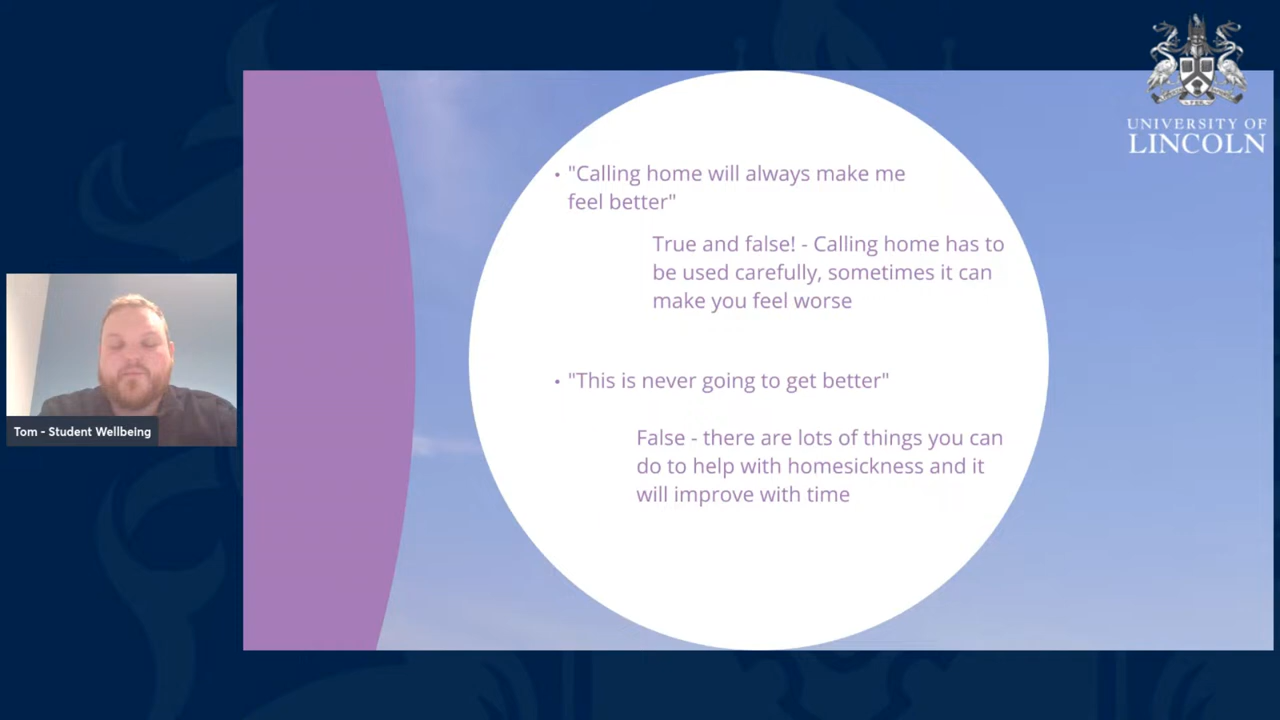 UNIVERSITY OF
LINCOLN
• "Calling home will always make me
feel better"
True and false! - Calling home has to
be used carefully, sometimes it can
make you feel worse
• "This is never going to get better"
False - there are lots of things you can
do to help with homesickness and it
will improve with time
Tom - Student Wellbeing